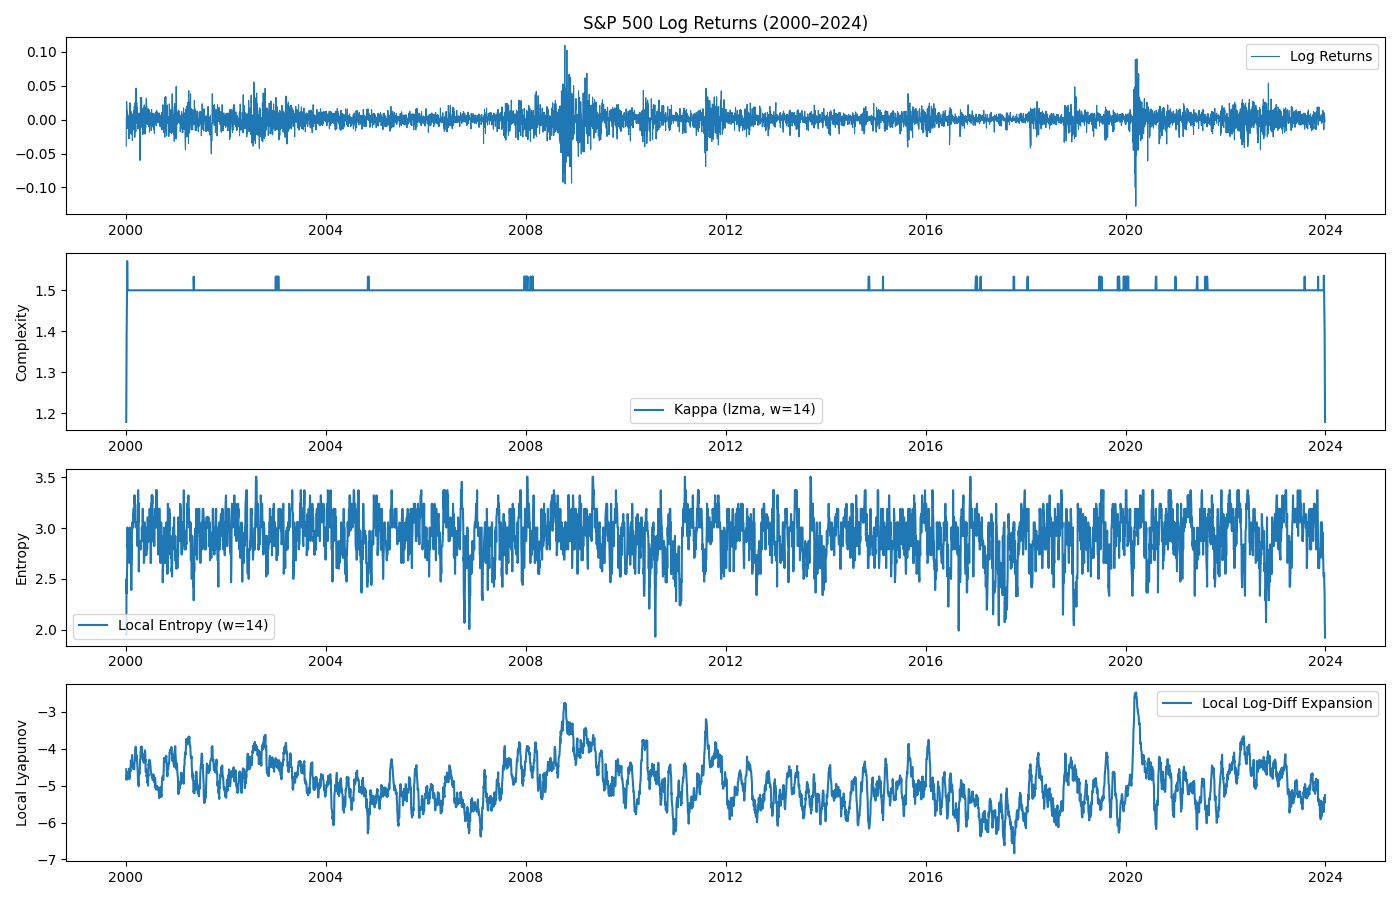 S&P 500 Log Returns (2000–2024)
0.10
0.05
0.00
−0.05
−0.10
Log Returns
2000 2004 2008 2012 2016 2020 2024
Complexity
1.5
1.4
1.3
1.2
Kappa (lzma, w=14)
2000 2004 2008 2012 2016 2020 2024
Entropy
3.5
3.0
2.5
2.0
Local Entropy (w=14)
2000 2004 2008 2012 2016 2020 2024
Local Lyapunov
−3
−4
−5
−6
−7
Local Log-Diff Expansion
2000 2004 2008 2012 2016 2020 2024